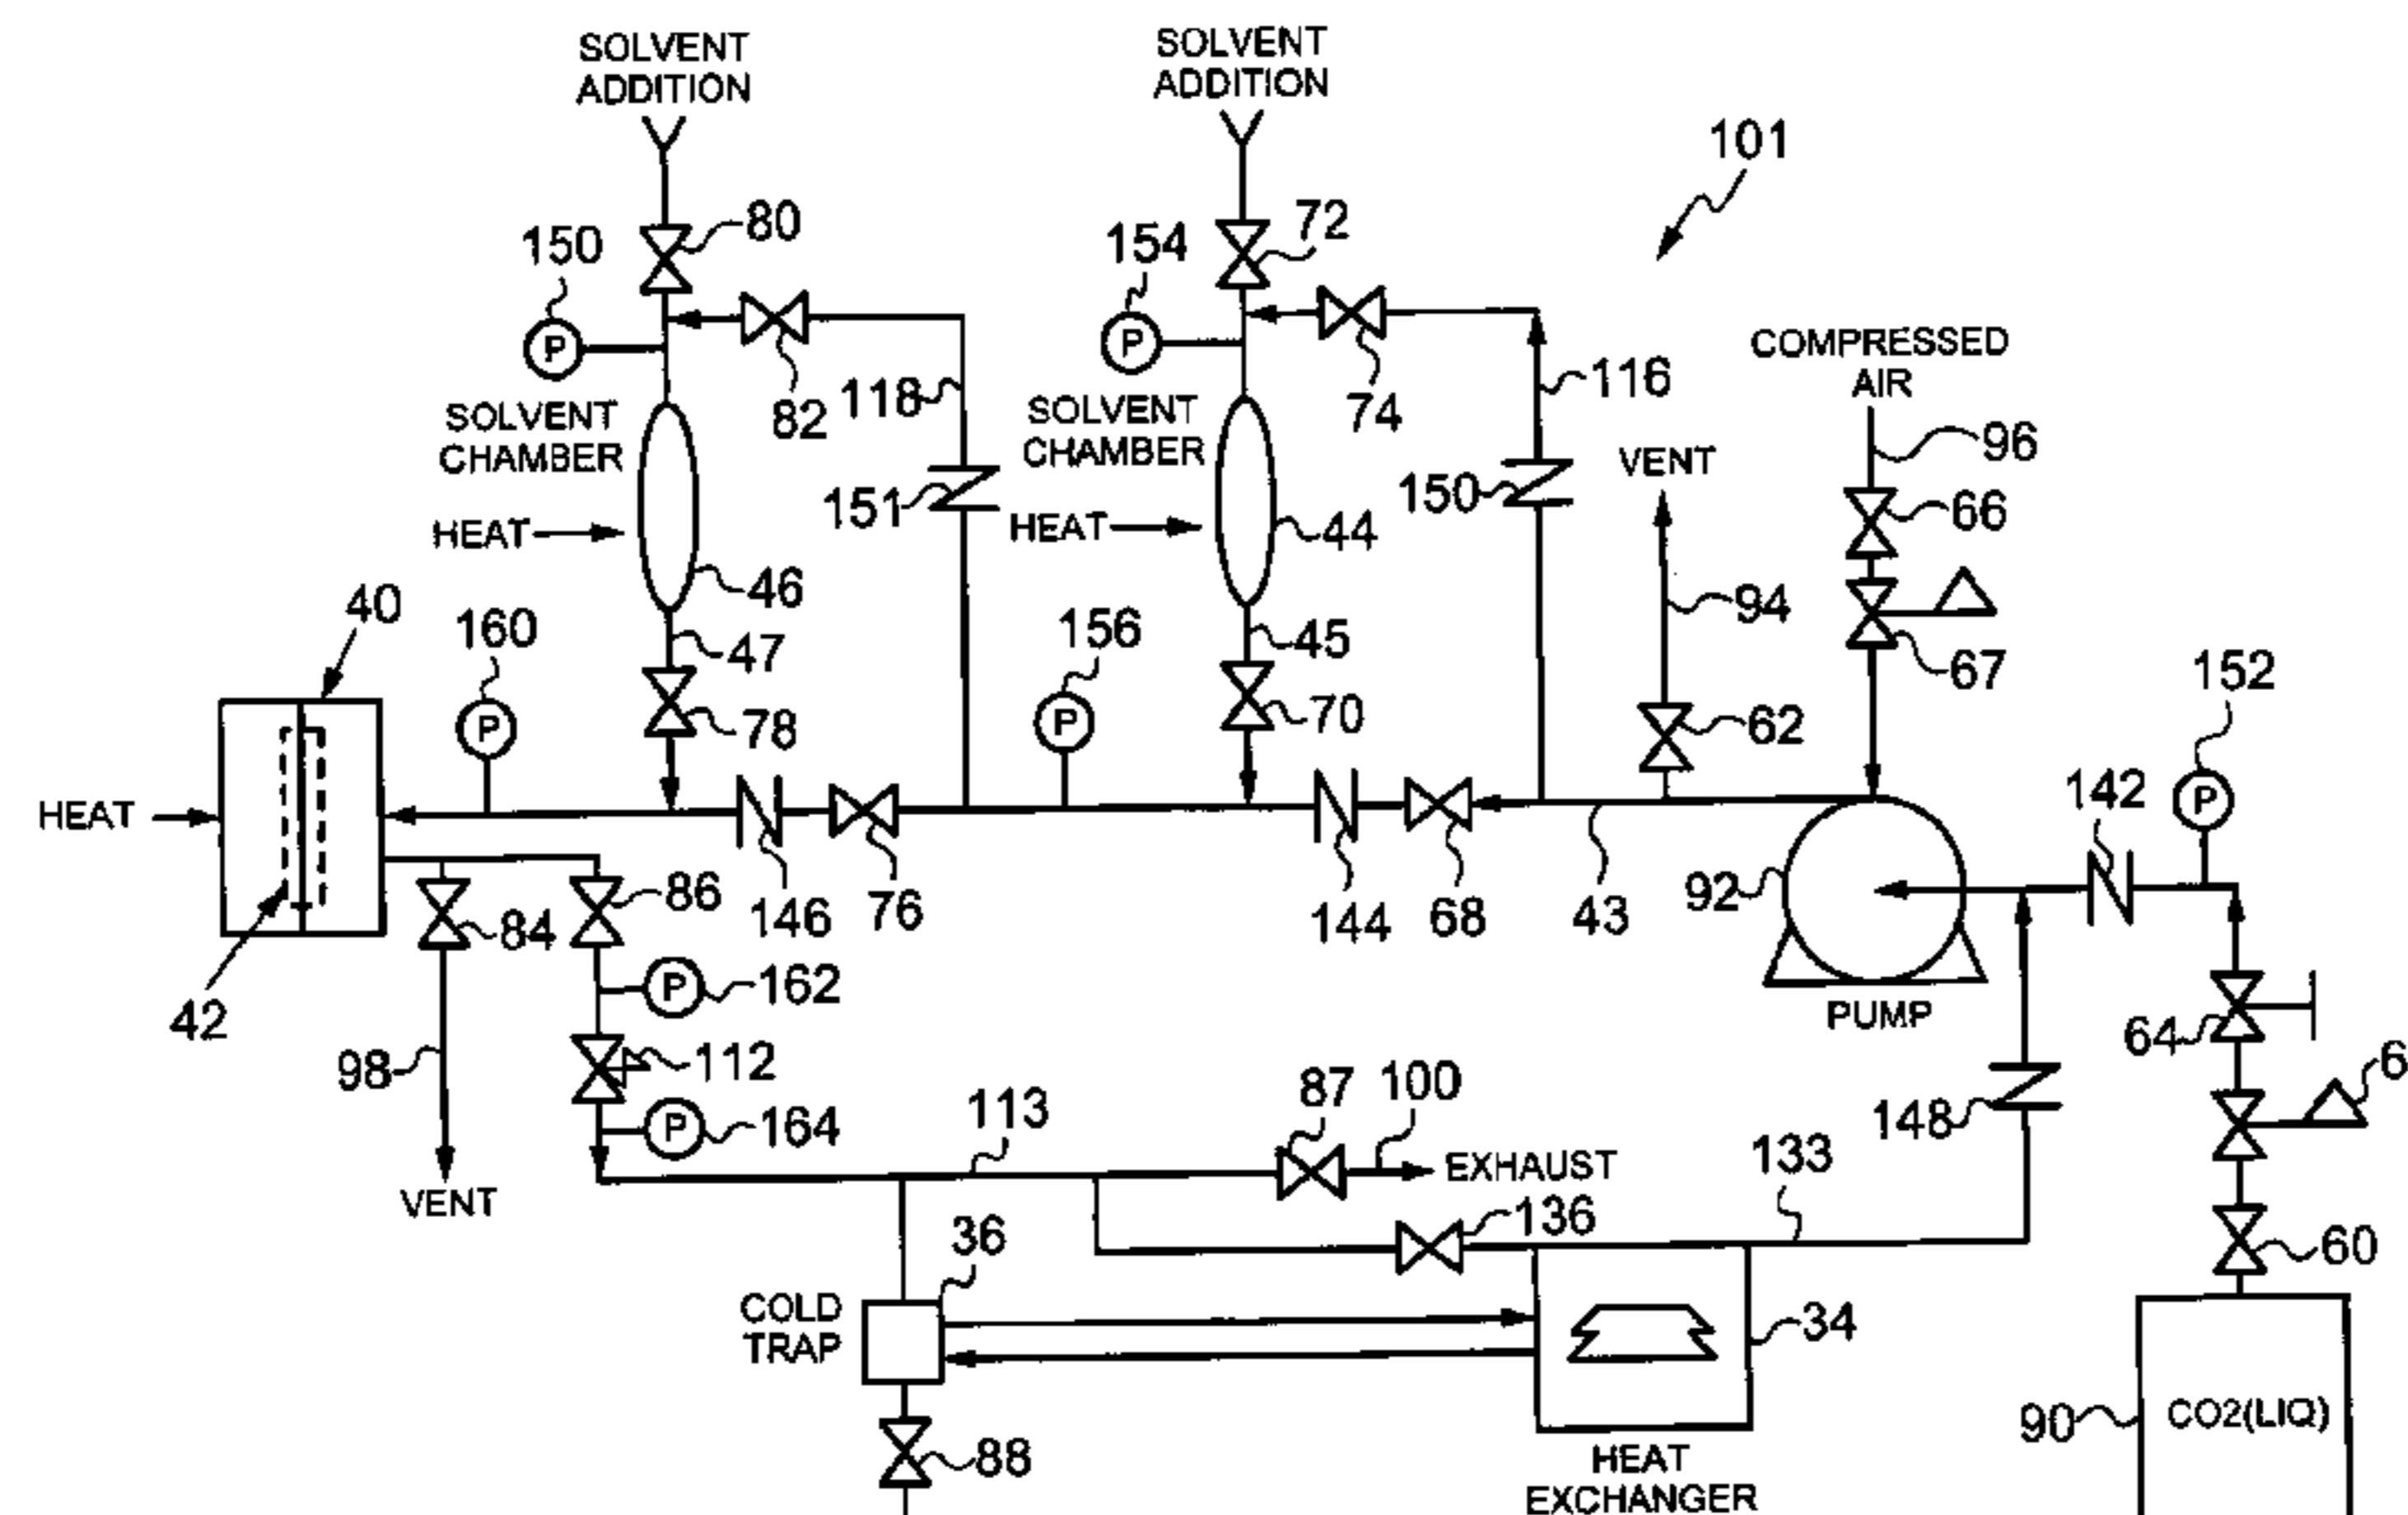 SOLVENT
ADDITION
SOLVENT
ADDITION
101
80
150
72
154
COMPRESSED
AIR
96
82
118
74
116
SOLVENT
CHAMBER
SOLVENT
CHAMBER
VENT
66
151
150
HEAT
HEAT
44
46
94
40
160
47
156
45
67
152
78
70
62
142
HEAT
P
P
P
P
P
86
84
146
76
144
68
43
92
42
P
162
PUMP
64
98
112
87
100
6
P
164
113
148
133
VENT
EXHAUST
36
136
60
COLD
TRAP
34
90
CO2(LIQ)
88
HEAT
EXCHANGER